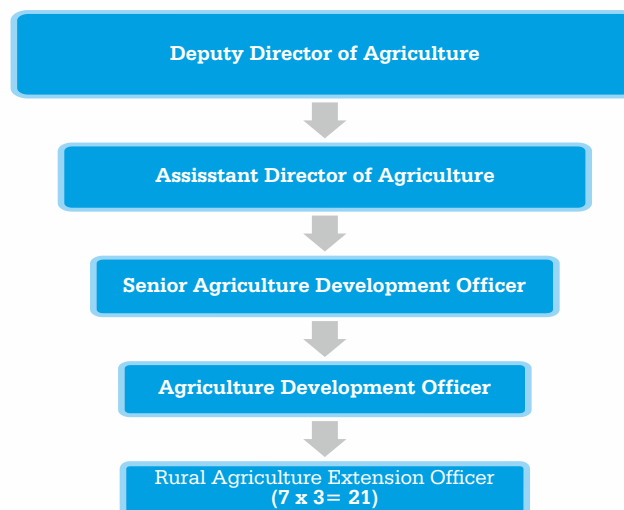 Deputy Director of Agriculture
Assisstant Director of Agriculture
Senior Agriculture Development Officer
Agriculture Development Officer
Rural Agriculture Extension Officer
(7 x 3= 21)